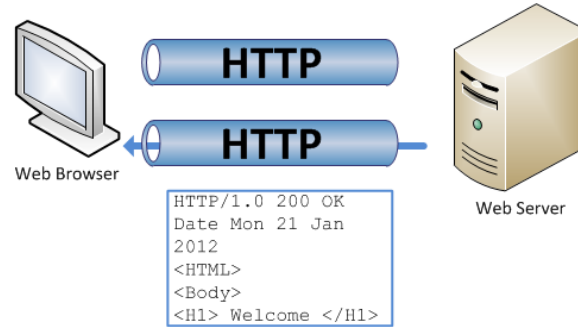 HTTP
HTTP
Web Browser
Web Server
HTTP/1.0 200 OK
Date Mon 21 Jan
2012
<HTML>
<Body>
<H1> Welcome </H1>